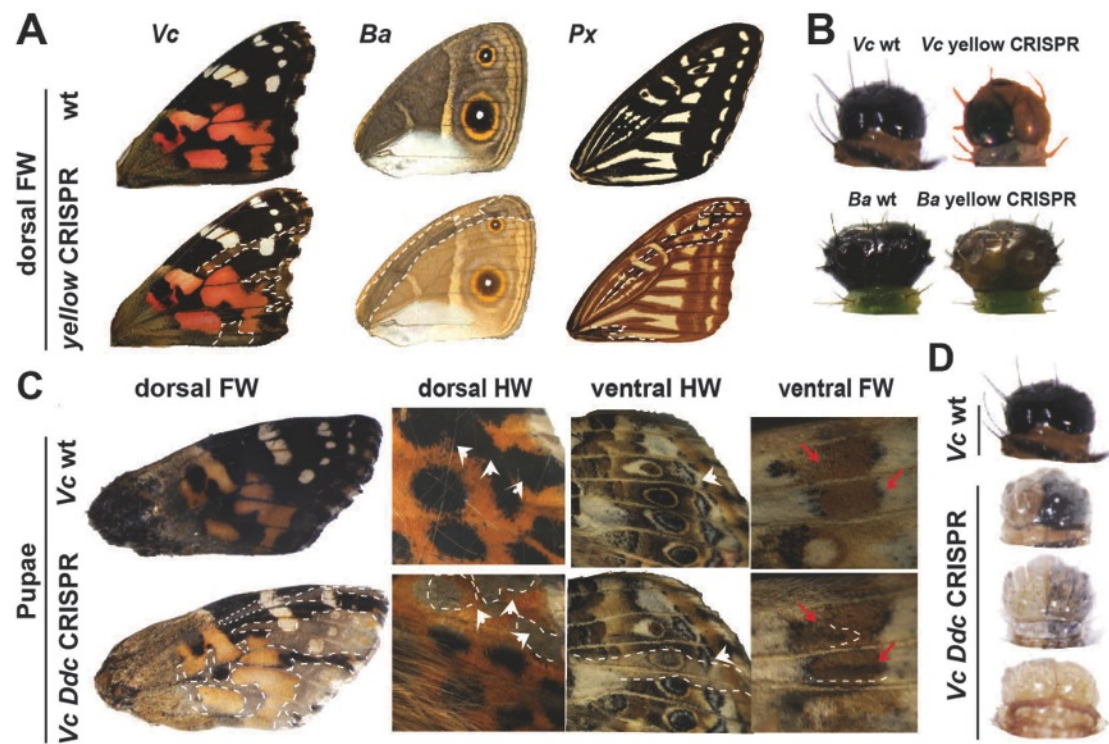 A
Vc
Ba
Px
dorsal FW
wt
yellow CRISPR
B
Vc wt
Vc yellow CRISPR
Ba wt
Ba yellow CRISPR
C
dorsal FW
dorsal HW
ventral HW
ventral FW
Pupae
Vc wt
Vc Ddc CRISPR
D
Vc wt
Vc Ddc CRISPR